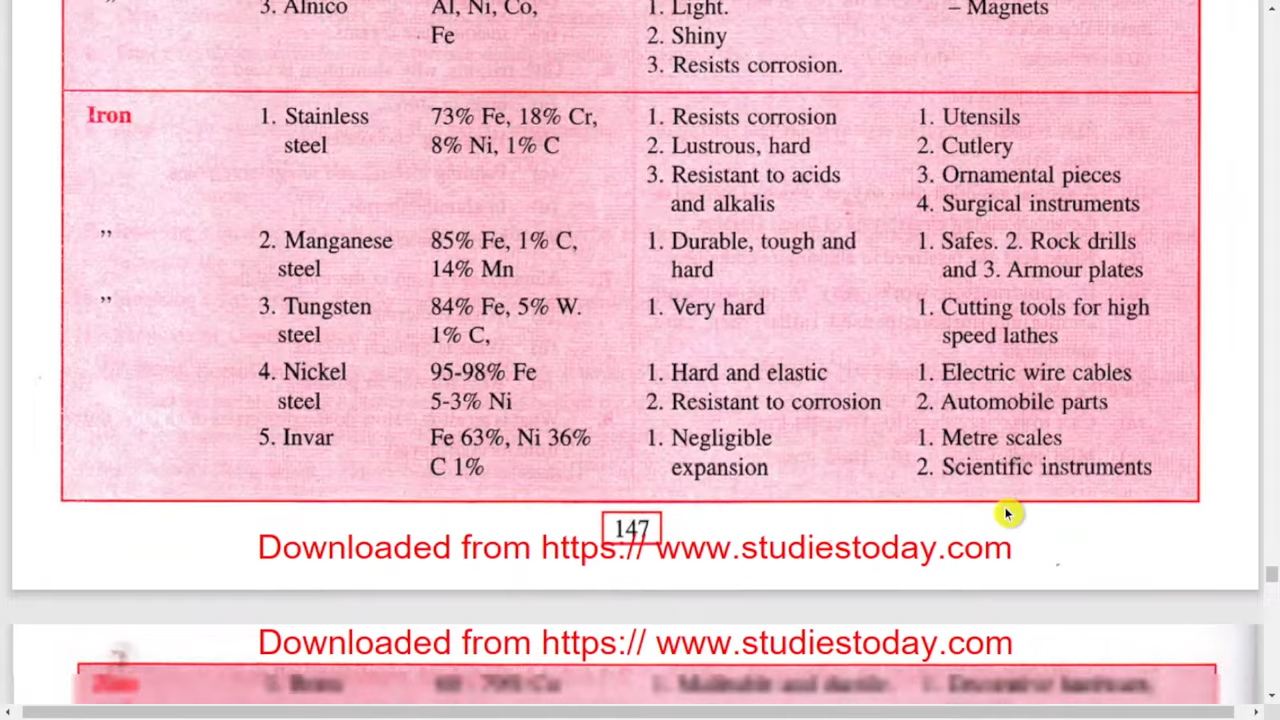 ” 3. Alnico Al, Ni, Co, 1. Light. – Magnets
Fe 2. Shiny
3. Resists corrosion.
Iron 1. Stainless 73% Fe, 18% Cr, 1. Resists corrosion 1. Utensils
steel 8% Ni, 1% C 2. Lustrous, hard 2. Cutlery
3. Resistant to acids 3. Ornamental pieces
and alkalis 4. Surgical instruments
” 2. Manganese 85% Fe, 1% C, 1. Durable, tough and 1. Safes. 2. Rock drills
steel 14% Mn hard and 3. Armour plates
” 3. Tungsten 84% Fe, 5% W. 1. Very hard 1. Cutting tools for high
steel 1% C, speed lathes
4. Nickel 95-98% Fe 1. Hard and elastic 1. Electric wire cables
steel 5-3% Ni 2. Resistant to corrosion 2. Automobile parts
5. Invar Fe 63%, Ni 36% 1. Negligible 1. Metre scales
C 1% expansion 2. Scientific instruments
147
Downloaded from https:// www.studiestoday.com
Downloaded from https:// www.studiestoday.com